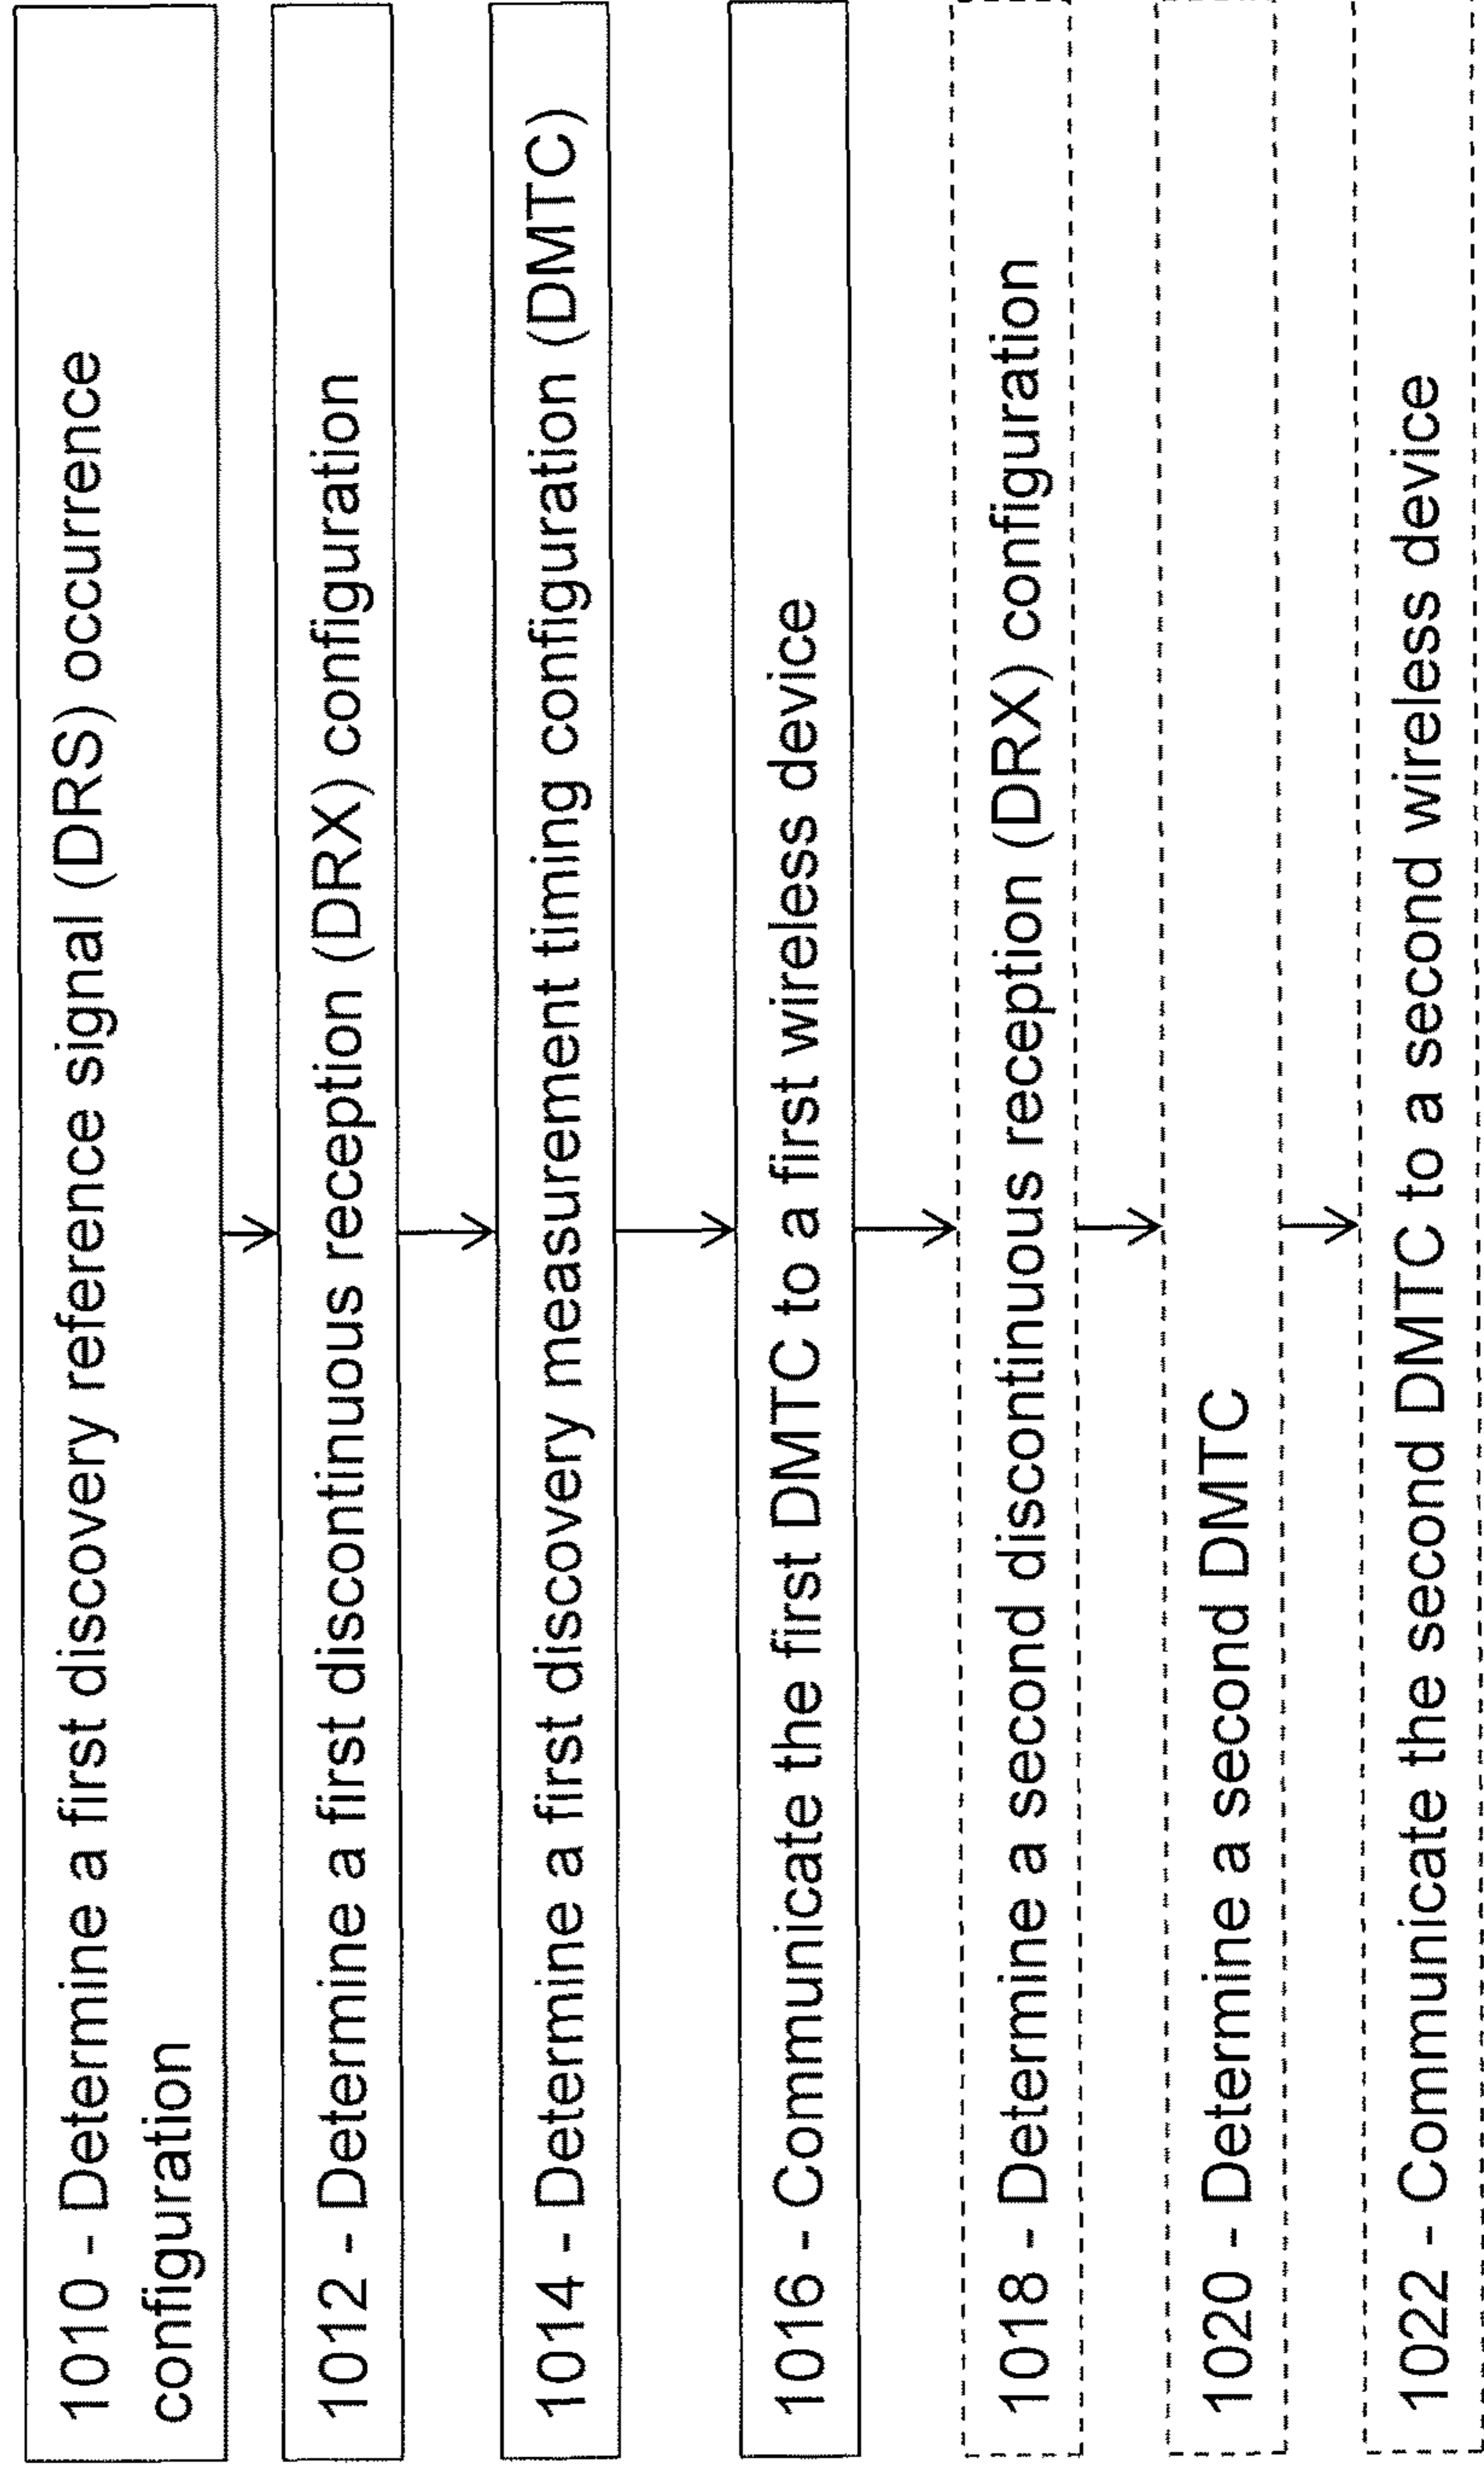 1010 - Determine a first discovery reference signal (DRS) occurrence
configuration
1012 - Determine a first discontinuous reception (DRX) configuration
1014 - Determine a first discovery measurement timing configuration (DMTC)
1016 - Communicate the first DMTC to a first wireless device
1018 - Determine a second discontinuous reception (DRX) configuration
1020 - Determine a second DMTC
1022 - Communicate the second DMTC to a second wireless device